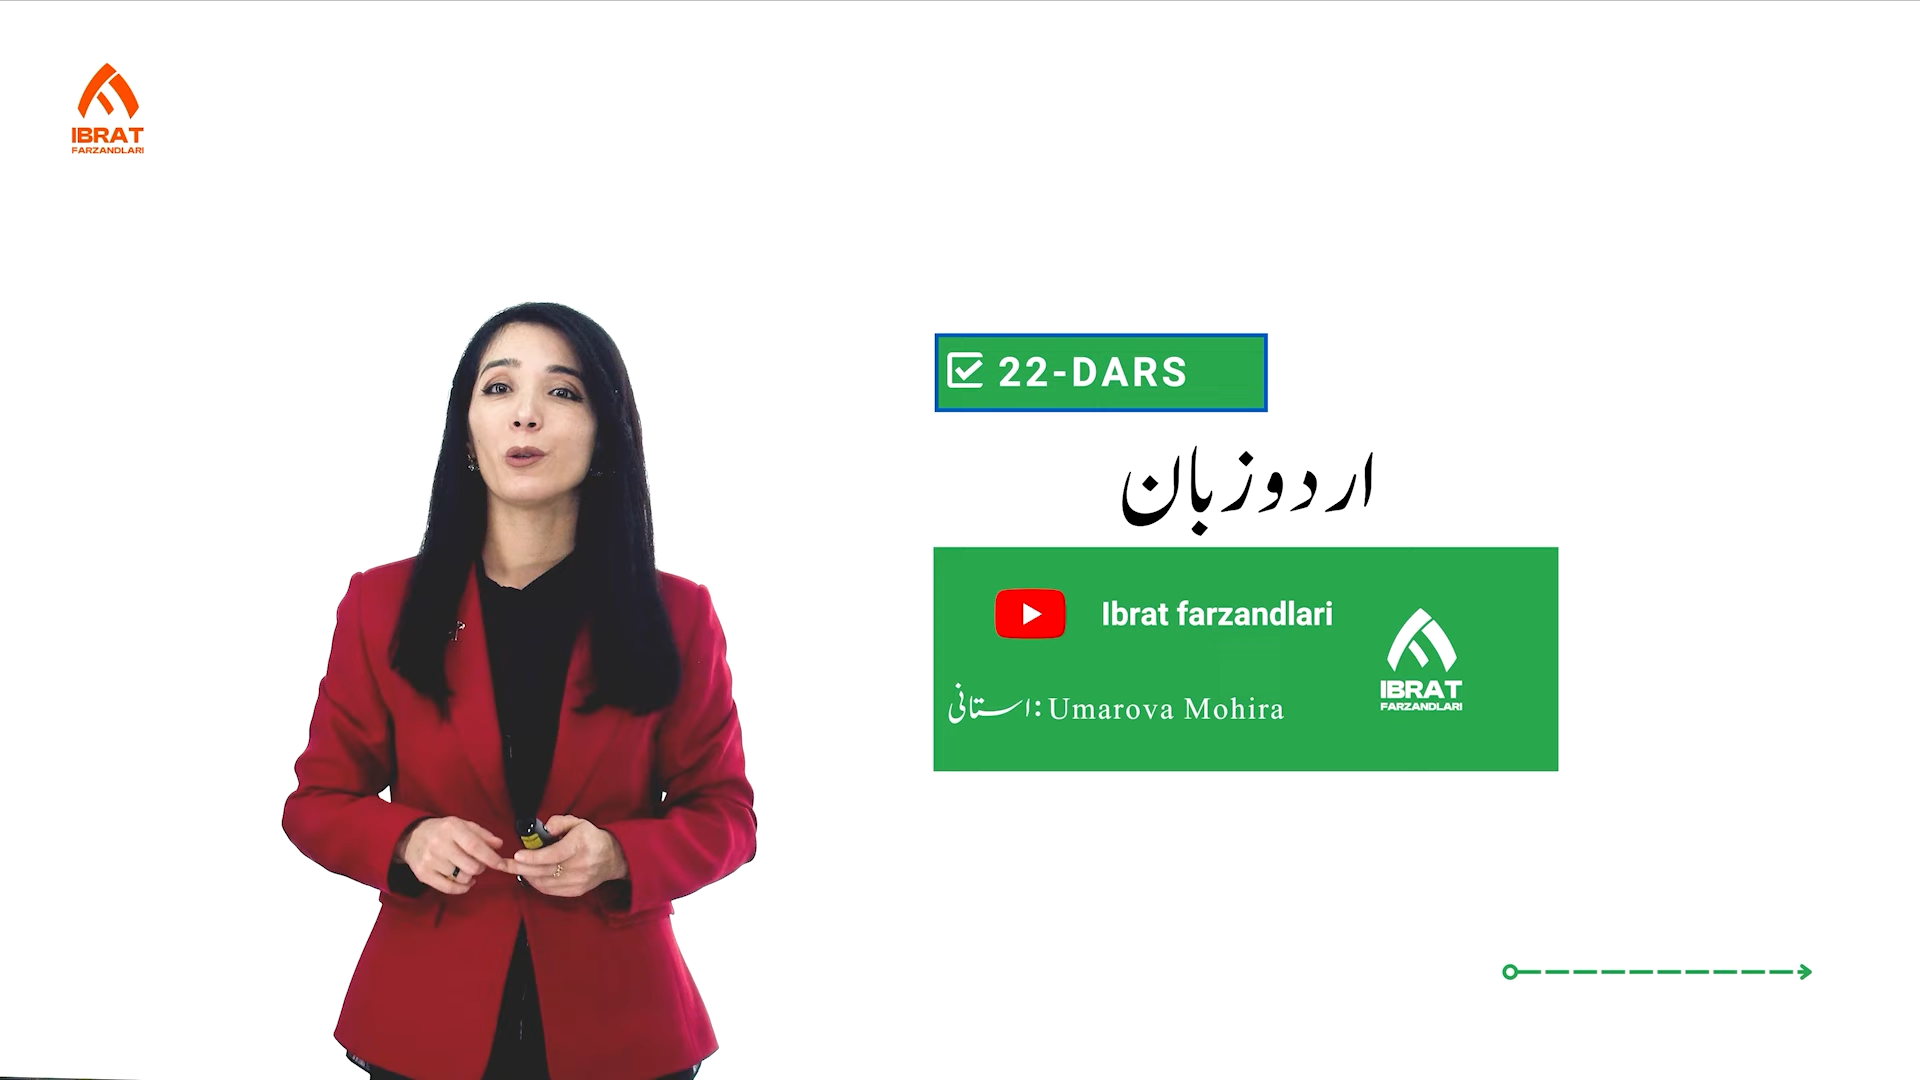 IBRAT
FARZANDLARI
22-DARS
اردو زبان
Ibrat farzandlari
استانی: Umarova Mohira
IBRAT
FARZANDLARI